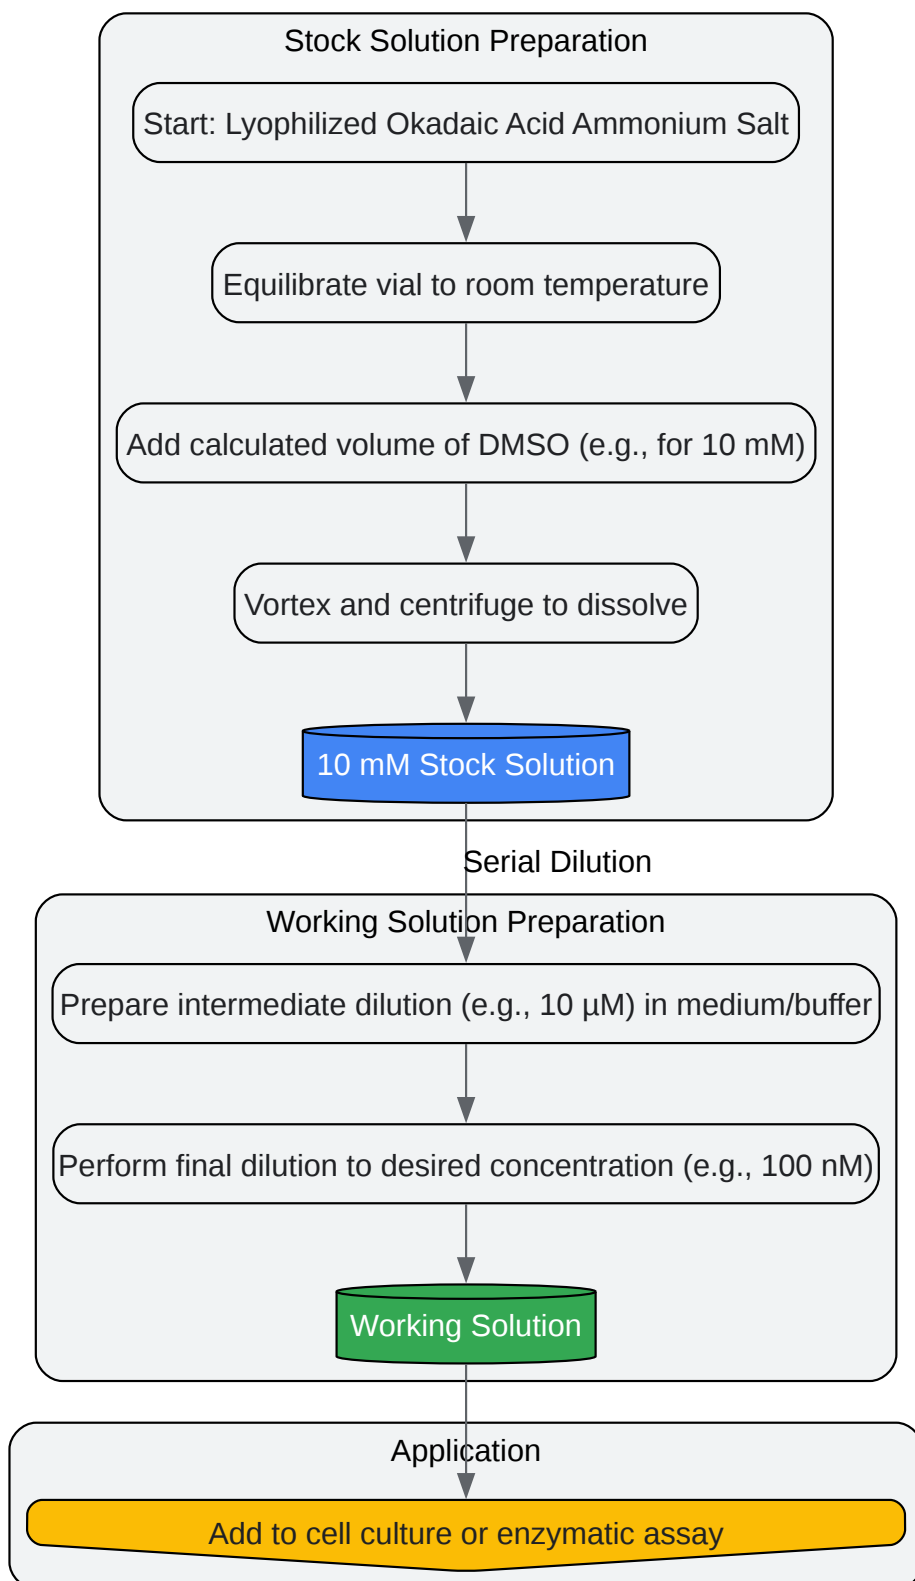 Stock Solution Preparation
Start: Lyophilized Okadaic Acid Ammonium Salt
Equilibrate vial to room temperature
Add calculated volume of DMSO (e.g., for 10 mM)
Vortex and centrifuge to dissolve
10 mM Stock Solution
Serial Dilution
Working Solution Preparation
Prepare intermediate dilution (e.g., 10 µM) in medium/buffer
Perform final dilution to desired concentration (e.g., 100 nM)
Working Solution
Application
Add to cell culture or enzymatic assay